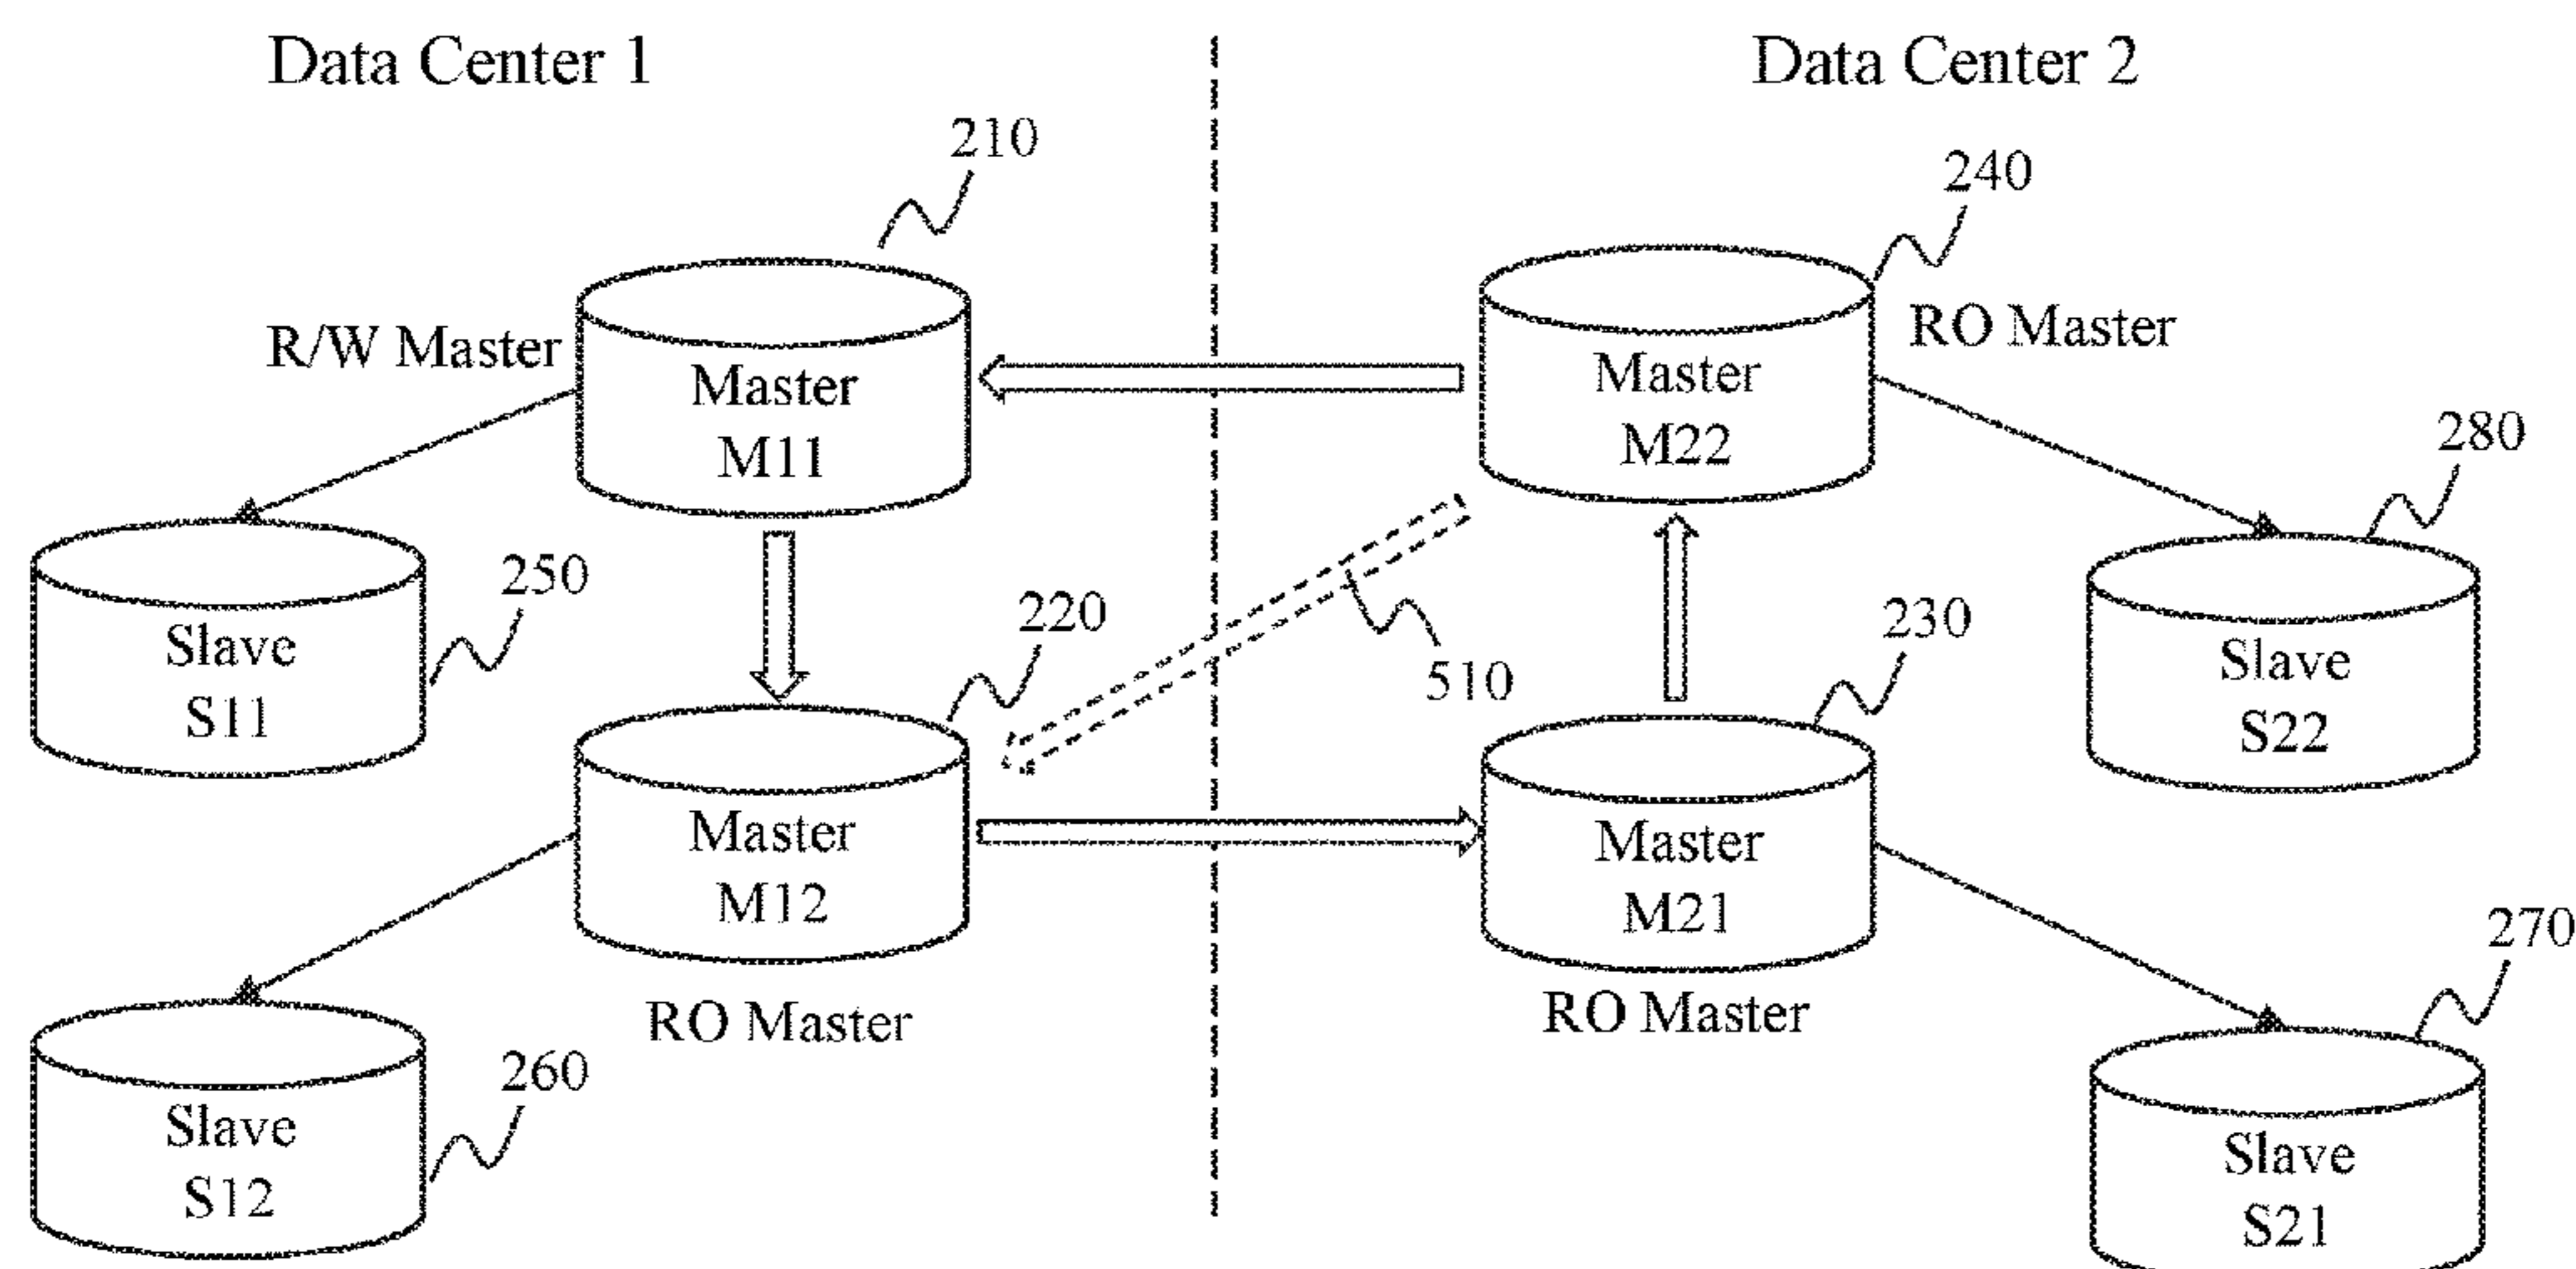 Data Center 1
Data Center 2
210
240
R/W Master
Master
M11
Master
M22
RO Master
280
250
220
230
510
Slave
S11
Slave
S22
Master
M12
Master
M21
270
RO Master
RO Master
260
Slave
S12
Slave
S21